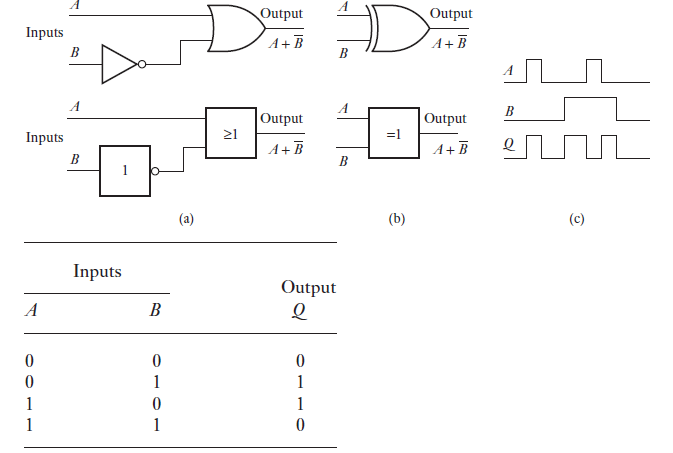 A
Inputs
B
Output
A + B̅
A
B
Output
A + B̅
A
B
Q
A
Inputs
B
1
≥1
Output
A + B̅
A
B
=1
Output
A + B̅
(a)
(b)
(c)
Inputs
Output
A B Q
0 0 0
0 1 1
1 0 1
1 1 0